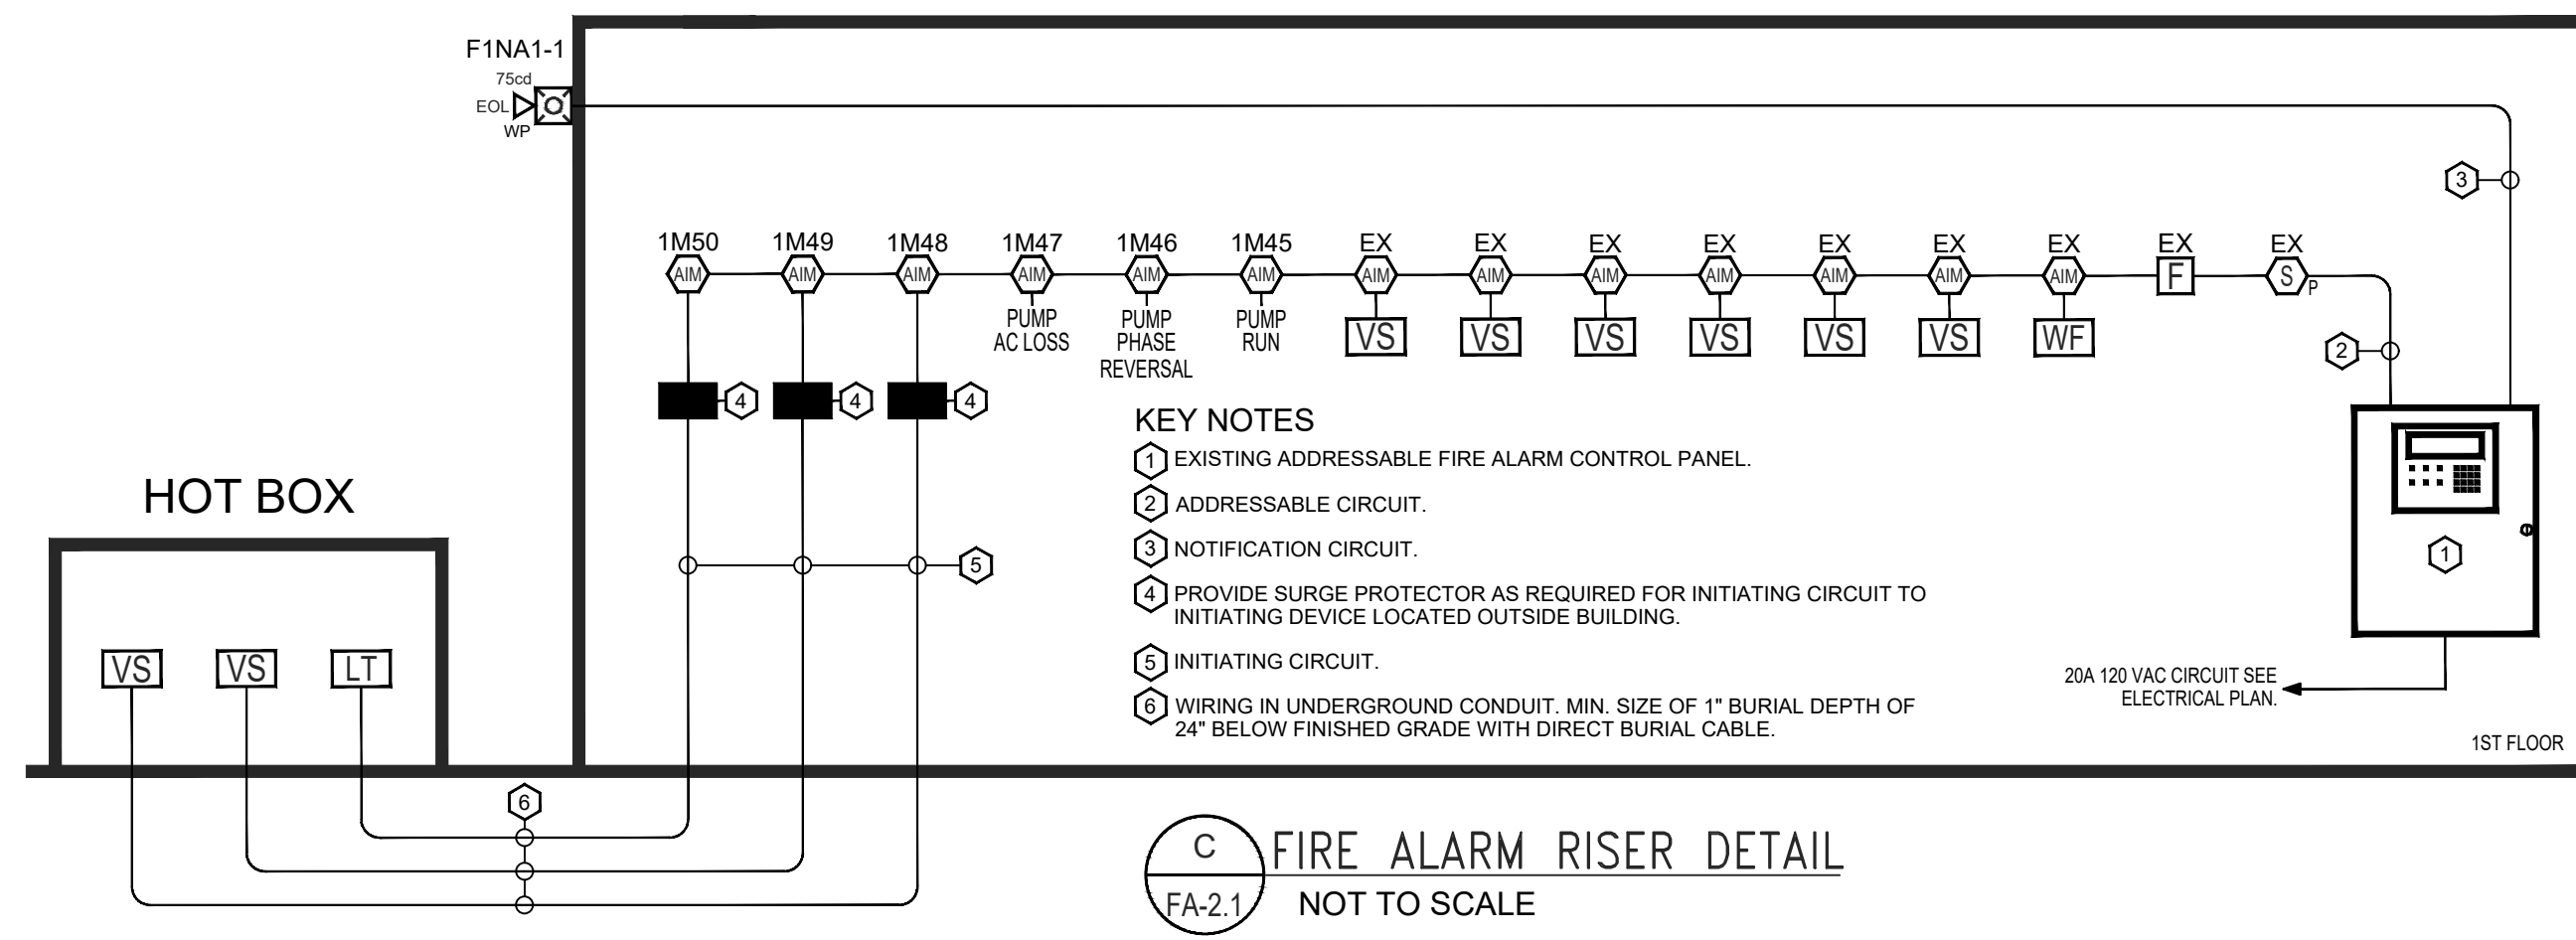 F1NA1-1
75cd
EOL
WP
3
1M50 1M49 1M48 1M47 1M46 1M45 EX EX EX EX EX EX EX EX EX
AIM AIM AIM AIM AIM AIM AIM AIM AIM AIM AIM AIM AIM F S P
PUMP AC LOSS
PUMP PHASE REVERSAL
PUMP RUN
VS VS VS VS VS VS WF
2
4 4 4
KEY NOTES
1 EXISTING ADDRESSABLE FIRE ALARM CONTROL PANEL.
2 ADDRESSABLE CIRCUIT.
3 NOTIFICATION CIRCUIT.
4 PROVIDE SURGE PROTECTOR AS REQUIRED FOR INITIATING CIRCUIT TO
INITIATING DEVICE LOCATED OUTSIDE BUILDING.
5 INITIATING CIRCUIT.
6 WIRING IN UNDERGROUND CONDUIT. MIN. SIZE OF 1" BURIAL DEPTH OF
24" BELOW FINISHED GRADE WITH DIRECT BURIAL CABLE.
HOT BOX
5
1
VS VS LT
20A 120 VAC CIRCUIT SEE
ELECTRICAL PLAN.
1ST FLOOR
6
C
FA-2.1
FIRE ALARM RISER DETAIL
NOT TO SCALE